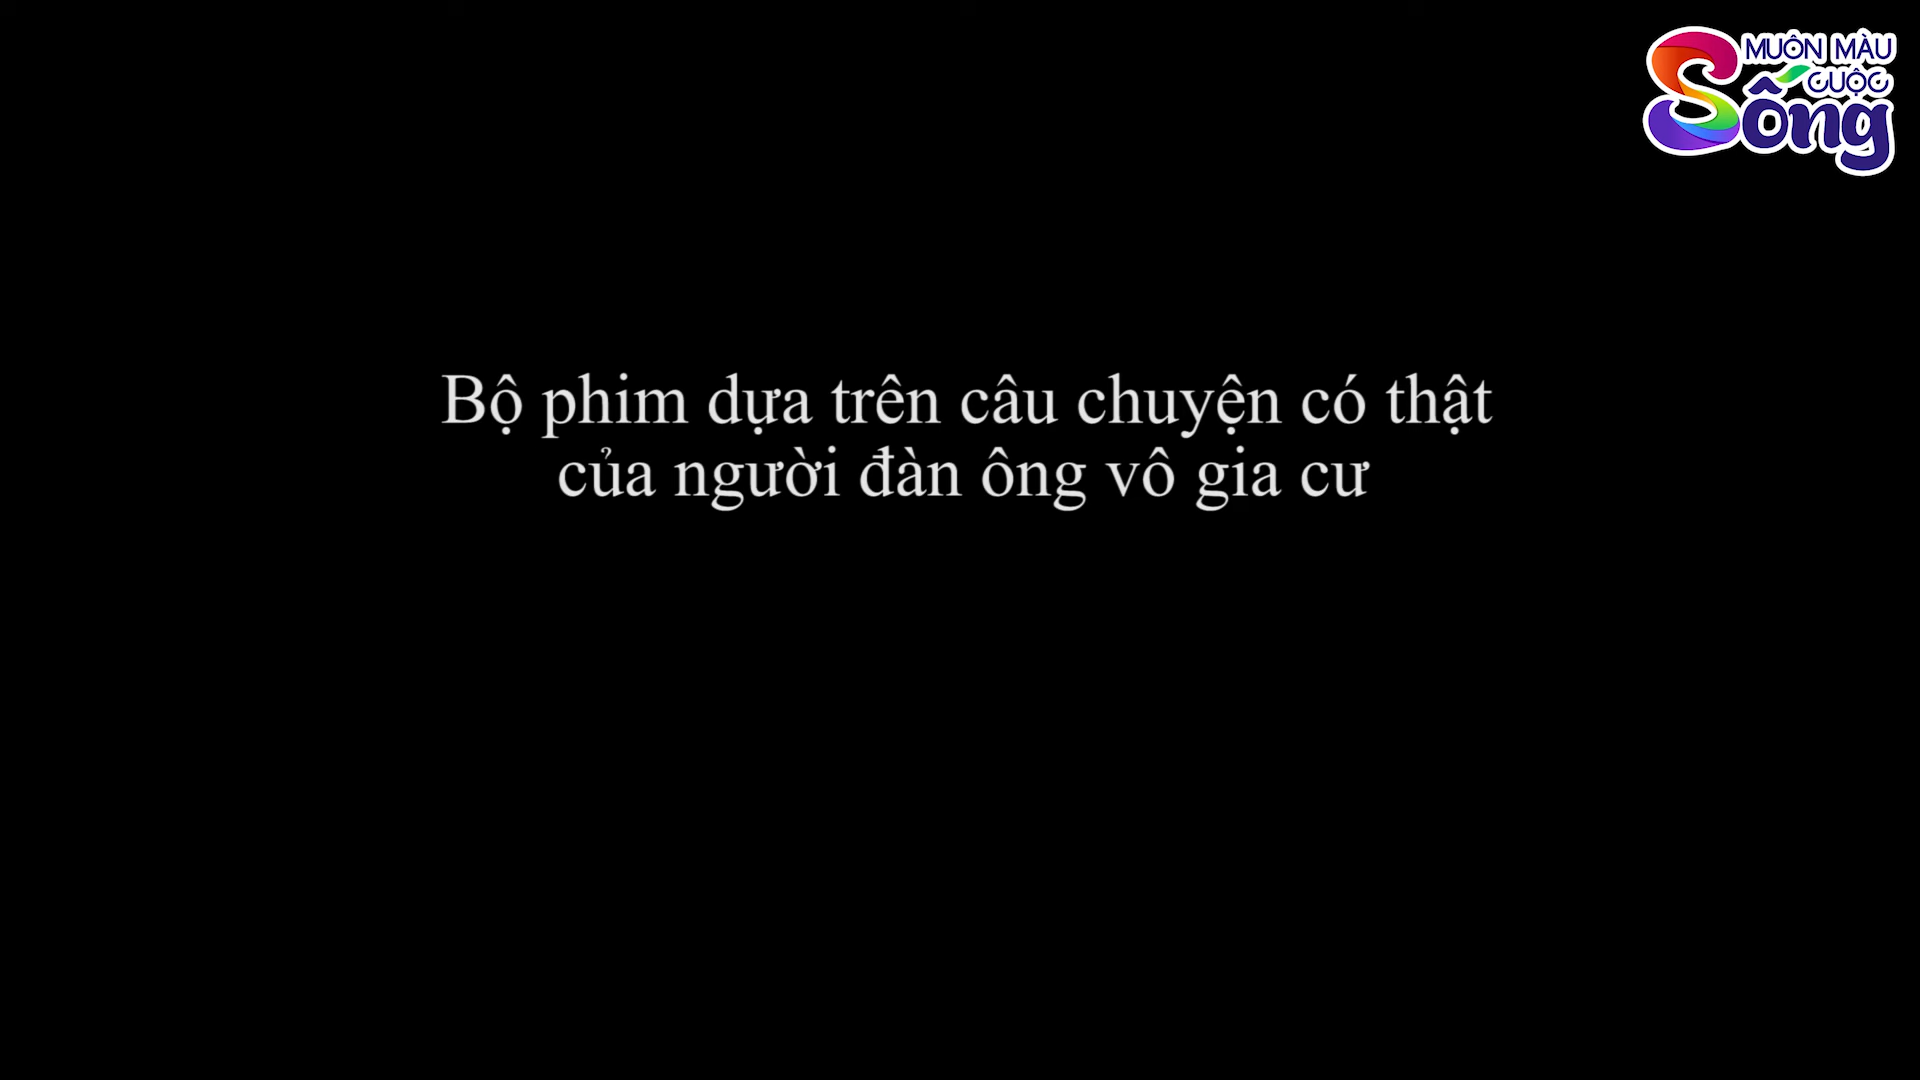 MUÔN MÀU
CUỘC
Sống
Bộ phim dựa trên câu chuyện có thật
của người đàn ông vô gia cư